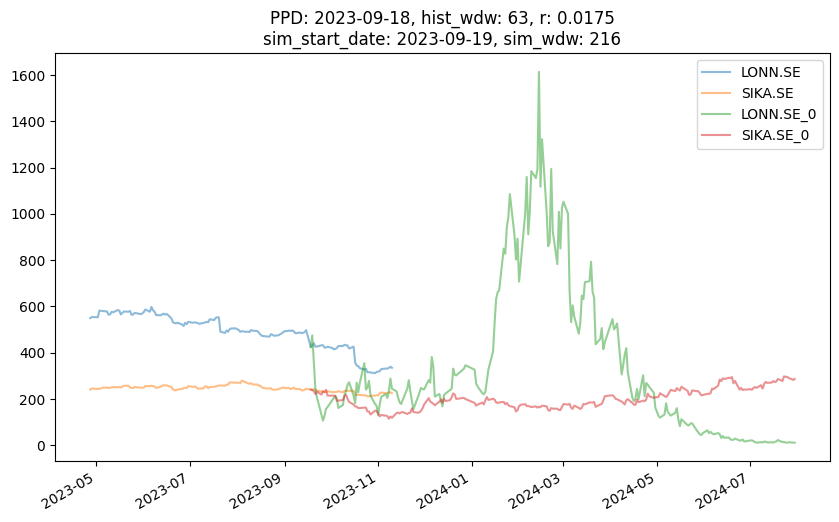 PPD: 2023-09-18, hist_wdw: 63, r: 0.0175
sim_start_date: 2023-09-19, sim_wdw: 216
LONN.SE
SIKA.SE
LONN.SE_0
SIKA.SE_0
1600
1400
1200
1000
800
600
400
200
0
2023-05
2023-07
2023-09
2023-11
2024-01
2024-03
2024-05
2024-07